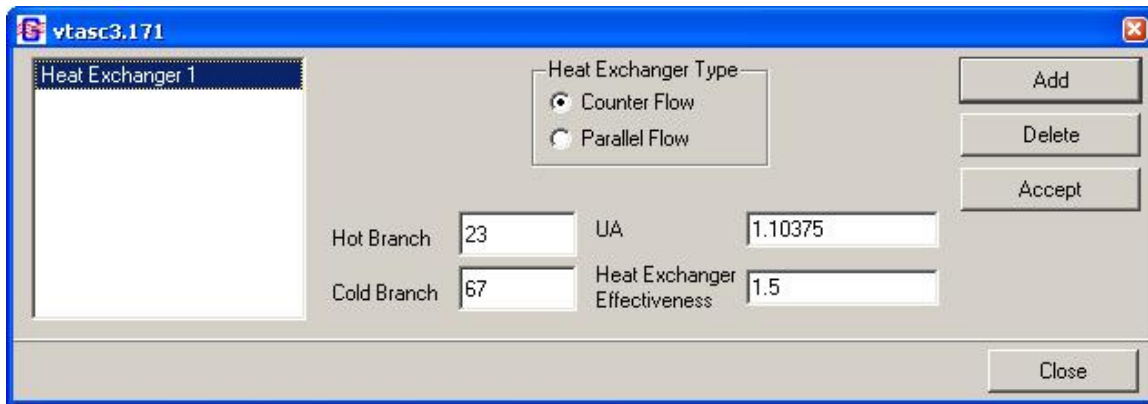 vtasc3.171
Heat Exchanger 1
Heat Exchanger Type
Counter Flow
Parallel Flow
Add
Delete
Accept
Hot Branch 23 UA 1.10375
Cold Branch 67 Heat Exchanger
Effectiveness 1.5
Close